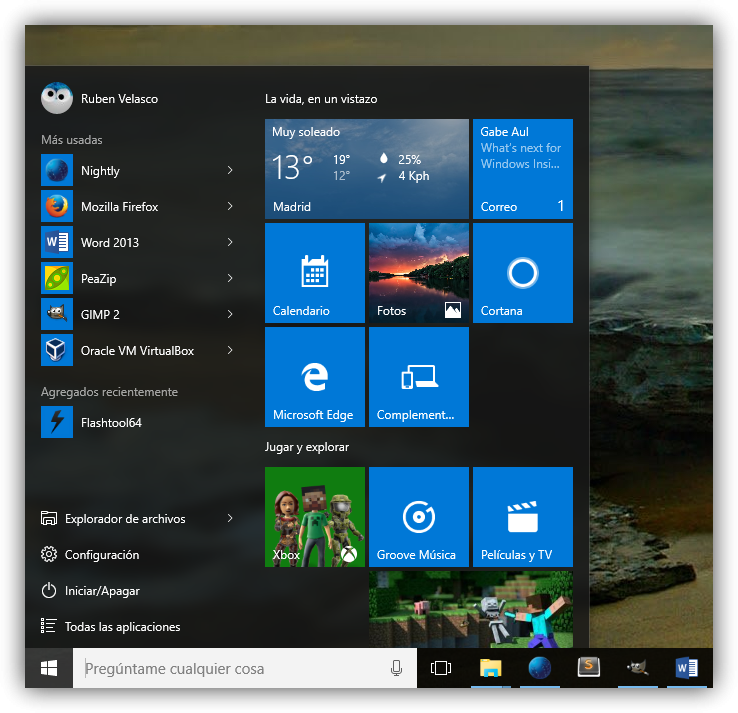 Ruben Velasco
Más usadas
Nightly
Mozilla Firefox
Word 2013
PeaZip
GIMP 2
Oracle VM VirtualBox
Agregados recientemente
Flashtool64
Explorador de archivos
Configuración
Iniciar/Apagar
Todas las aplicaciones
La vida, en un vistazo
Muy soleado
13°
19°
12°
25%
4 Kph
Madrid
Gabe Aul
What's next for
Windows Insi...
Correo 1
Calendario
Fotos
Cortana
Microsoft Edge
Complement...
Jugar y explorar
Xbox
Groove Música
Películas y TV
Pregúntame cualquier cosa